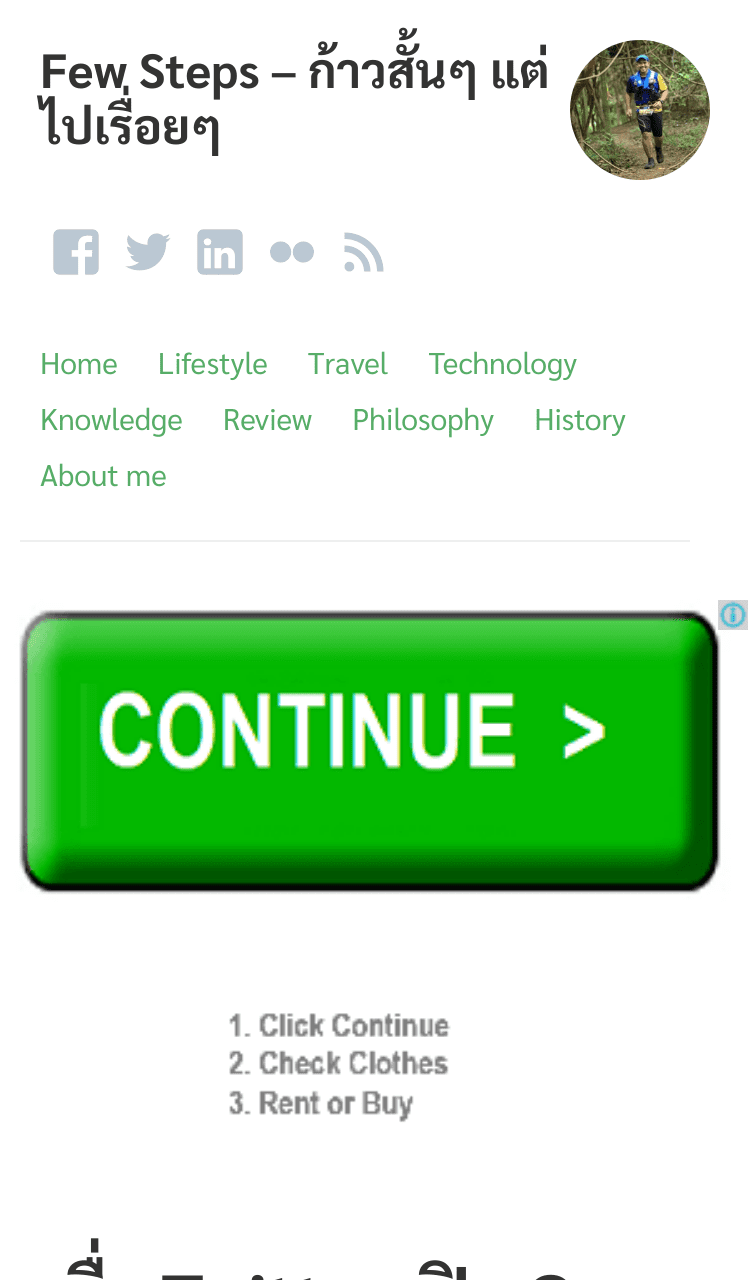 Few Steps – ก้าวสั้นๆ แต่
ไปเรื่อยๆ
Home Lifestyle Travel Technology
Knowledge Review Philosophy History
About me
CONTINUE >
1. Click Continue
2. Check Clothes
3. Rent or Buy